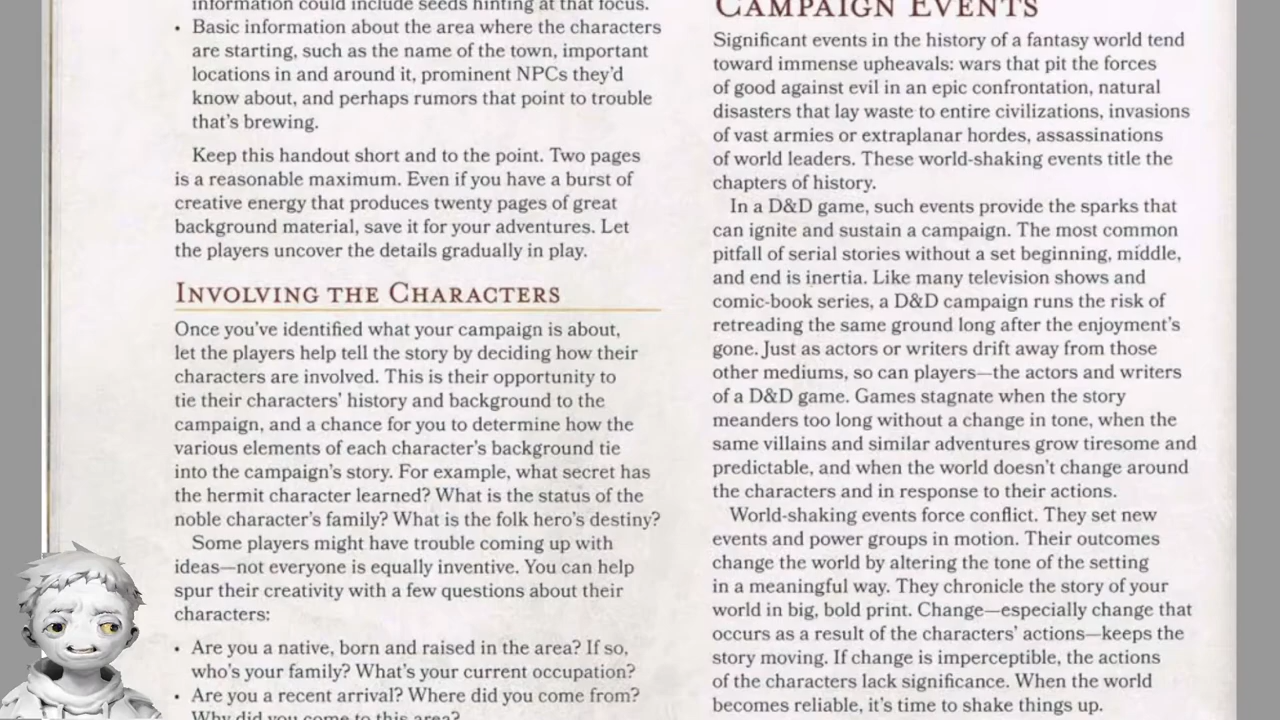 information could include seeds hinting at that focus.
• Basic information about the area where the characters
are starting, such as the name of the town, important
locations in and around it, prominent NPCs they'd
know about, and perhaps rumors that point to trouble
that's brewing.
Keep this handout short and to the point. Two pages
is a reasonable maximum. Even if you have a burst of
creative energy that produces twenty pages of great
background material, save it for your adventures. Let
the players uncover the details gradually in play.
INVOLVING THE CHARACTERS
Once you've identified what your campaign is about,
let the players help tell the story by deciding how their
characters are involved. This is their opportunity to
tie their characters' history and background to the
campaign, and a chance for you to determine how the
various elements of each character's background tie
into the campaign's story. For example, what secret has
the hermit character learned? What is the status of the
noble character's family? What is the folk hero's destiny?
Some players might have trouble coming up with
ideas—not everyone is equally inventive. You can help
spur their creativity with a few questions about their
characters:
• Are you a native, born and raised in the area? If so,
who's your family? What's your current occupation?
• Are you a recent arrival? Where did you come from?
Why did you come to this area?
CAMPAIGN EVENTS
Significant events in the history of a fantasy world tend
toward immense upheavals: wars that pit the forces
of good against evil in an epic confrontation, natural
disasters that lay waste to entire civilizations, invasions
of vast armies or extraplanar hordes, assassinations
of world leaders. These world-shaking events title the
chapters of history.
In a D&D game, such events provide the sparks that
can ignite and sustain a campaign. The most common
pitfall of serial stories without a set beginning, middle,
and end is inertia. Like many television shows and
comic-book series, a D&D campaign runs the risk of
retreading the same ground long after the enjoyment's
gone. Just as actors or writers drift away from those
other mediums, so can players—the actors and writers
of a D&D game. Games stagnate when the story
meanders too long without a change in tone, when the
same villains and similar adventures grow tiresome and
predictable, and when the world doesn't change around
the characters and in response to their actions.
World-shaking events force conflict. They set new
events and power groups in motion. Their outcomes
change the world by altering the tone of the setting
in a meaningful way. They chronicle the story of your
world in big, bold print. Change—especially change that
occurs as a result of the characters' actions—keeps the
story moving. If change is imperceptible, the actions
of the characters lack significance. When the world
becomes reliable, it's time to shake things up.